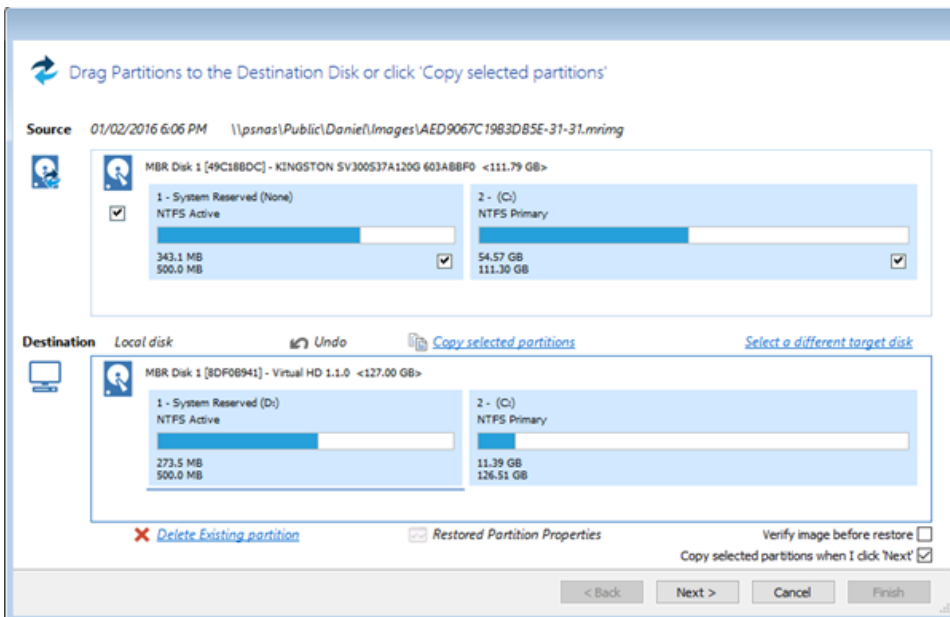 Drag Partitions to the Destination Disk or click 'Copy selected partitions'
Source 01/02/2016 6:06 PM \\psnas\Public\Daniel\Images\AED9067C19B3DB5E-31-31.mrimg
MBR Disk 1 [49C18BDC] - KINGSTON SV300S37A120G 603ABBF0 <111.79 GB>
1 - System Reserved (None) 2 - (C:)
NTFS Active NTFS Primary
343.1 MB 54.57 GB
500.0 MB 111.30 GB
Destination Local disk Undo Copy selected partitions Select a different target disk
MBR Disk 1 [8DF0B941] - Virtual HD 1.1.0 <127.00 GB>
1 - System Reserved (D:) 2 - (C:)
NTFS Active NTFS Primary
273.5 MB 11.39 GB
500.0 MB 126.51 GB
Delete Existing partition Restored Partition Properties Verify image before restore
Copy selected partitions when I click 'Next'
< Back Next > Cancel Finish